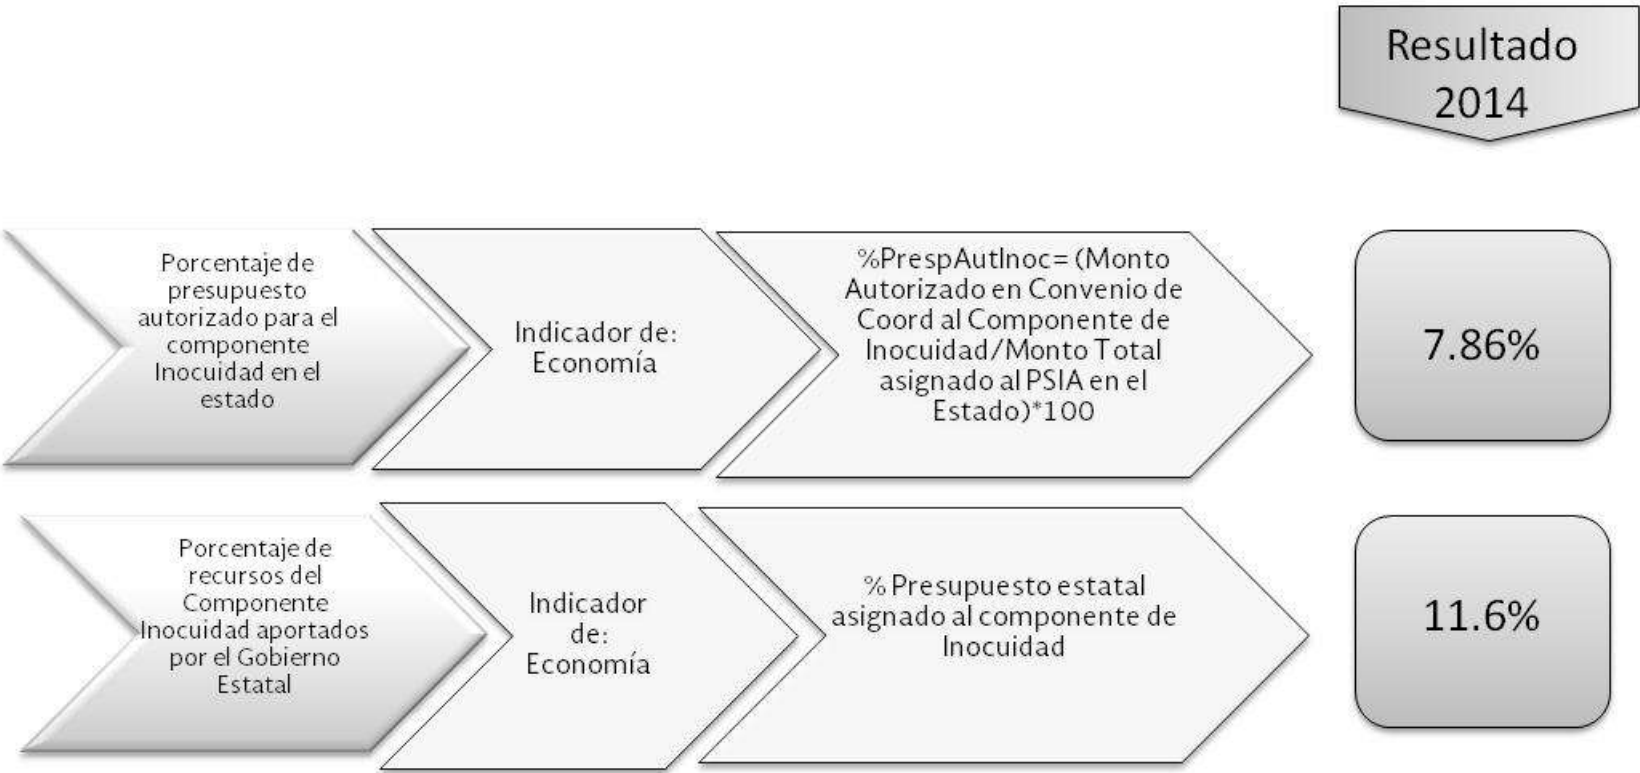 Resultado
2014
Porcentaje de
presupuesto
autorizado para el
componente
Inocuidad en el
estado
Indicador de:
Economía
%PrespAutInoc= (Monto
Autorizado en Convenio de
Coord al Componente de
Inocuidad/Monto Total
asignado al PSIA en el
Estado)*100
7.86%
Porcentaje de
recursos del
Componente
Inocuidad aportados
por el Gobierno
Estatal
Indicador
de:
Economía
% Presupuesto estatal
asignado al componente de
Inocuidad
11.6%